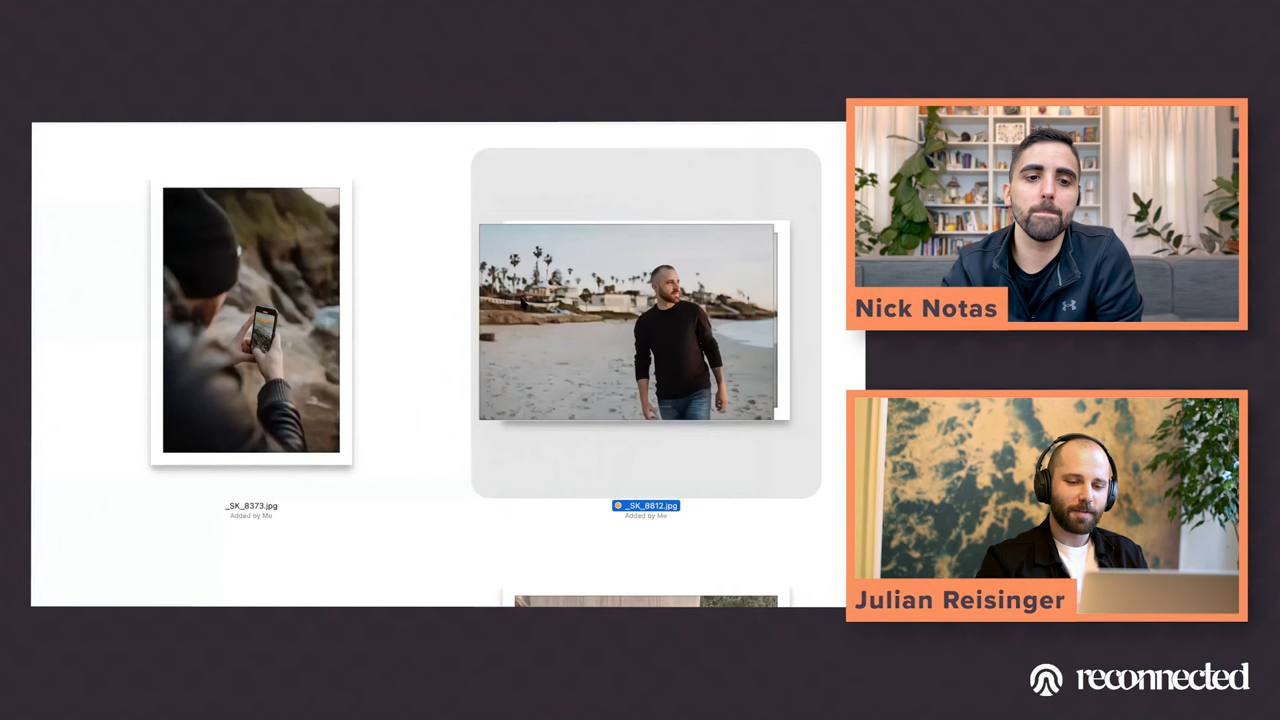 _SK_8373.jpg
Added by Me
_SK_8812.jpg
Added by Me
Nick Notas
Julian Reisinger
reconnected